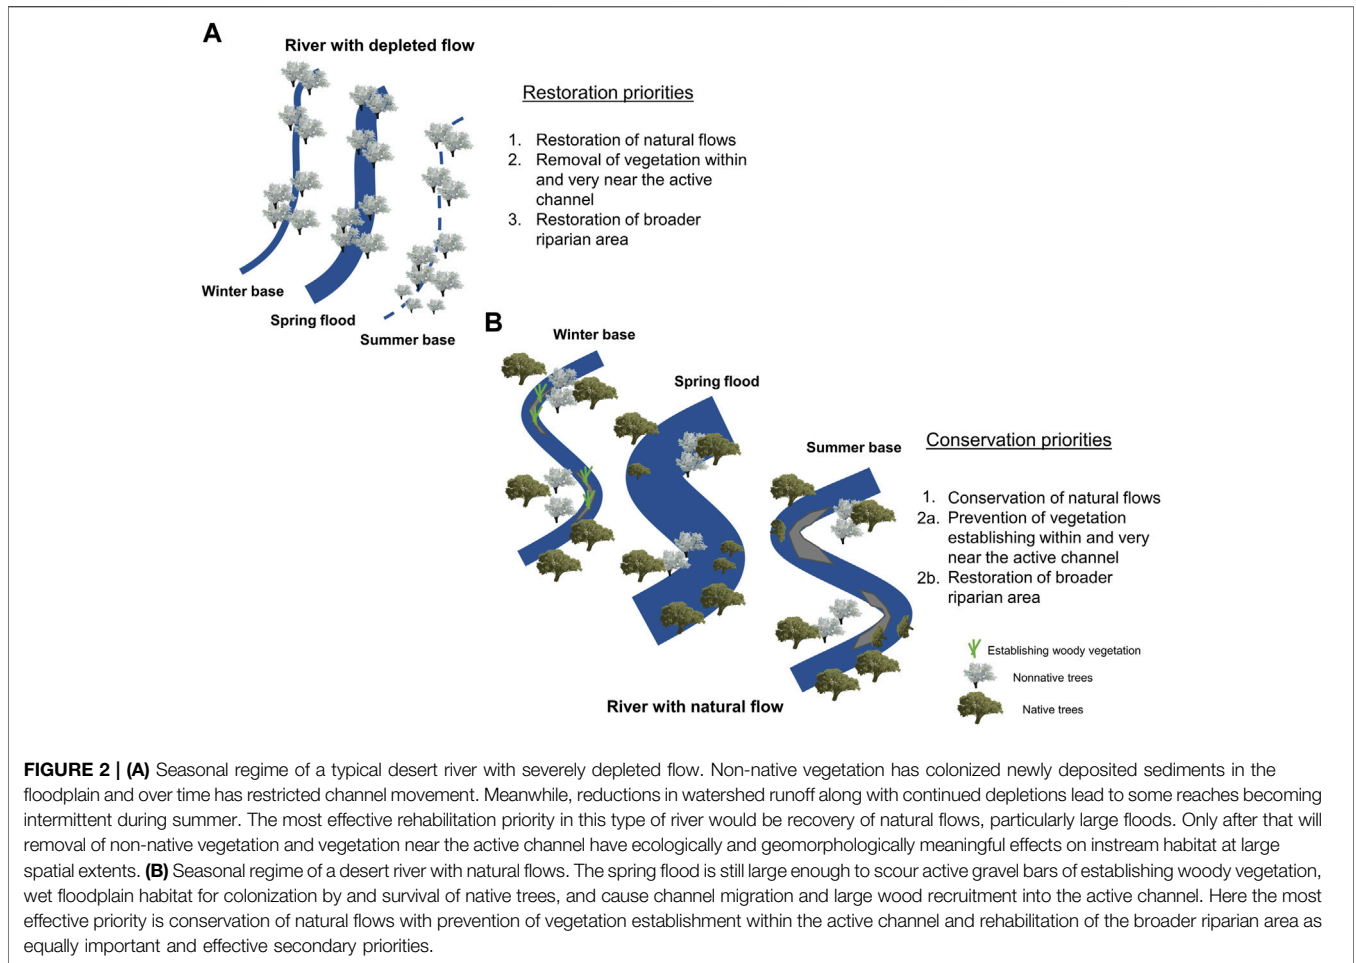 A
River with depleted flow
Restoration priorities
1. Restoration of natural flows
2. Removal of vegetation within
and very near the active
channel
3. Restoration of broader
riparian area
Winter base
Spring flood
Summer base
B
Winter base
Spring flood
Summer base
Conservation priorities
1. Conservation of natural flows
2a. Prevention of vegetation
establishing within and very
near the active channel
2b. Restoration of broader
riparian area
Establishing woody vegetation
Nonnative trees
Native trees
River with natural flow
FIGURE 2 | (A) Seasonal regime of a typical desert river with severely depleted flow. Non-native vegetation has colonized newly deposited sediments in the
floodplain and over time has restricted channel movement. Meanwhile, reductions in watershed runoff along with continued depletions lead to some reaches becoming
intermittent during summer. The most effective rehabilitation priority in this type of river would be recovery of natural flows, particularly large floods. Only after that will
removal of non-native vegetation and vegetation near the active channel have ecologically and geomorphologically meaningful effects on instream habitat at large
spatial extents. (B) Seasonal regime of a desert river with natural flows. The spring flood is still large enough to scour active gravel bars of establishing woody vegetation,
wet floodplain habitat for colonization by and survival of native trees, and cause channel migration and large wood recruitment into the active channel. Here the most
effective priority is conservation of natural flows with prevention of vegetation establishment within the active channel and rehabilitation of the broader riparian area as
equally important and effective secondary priorities.